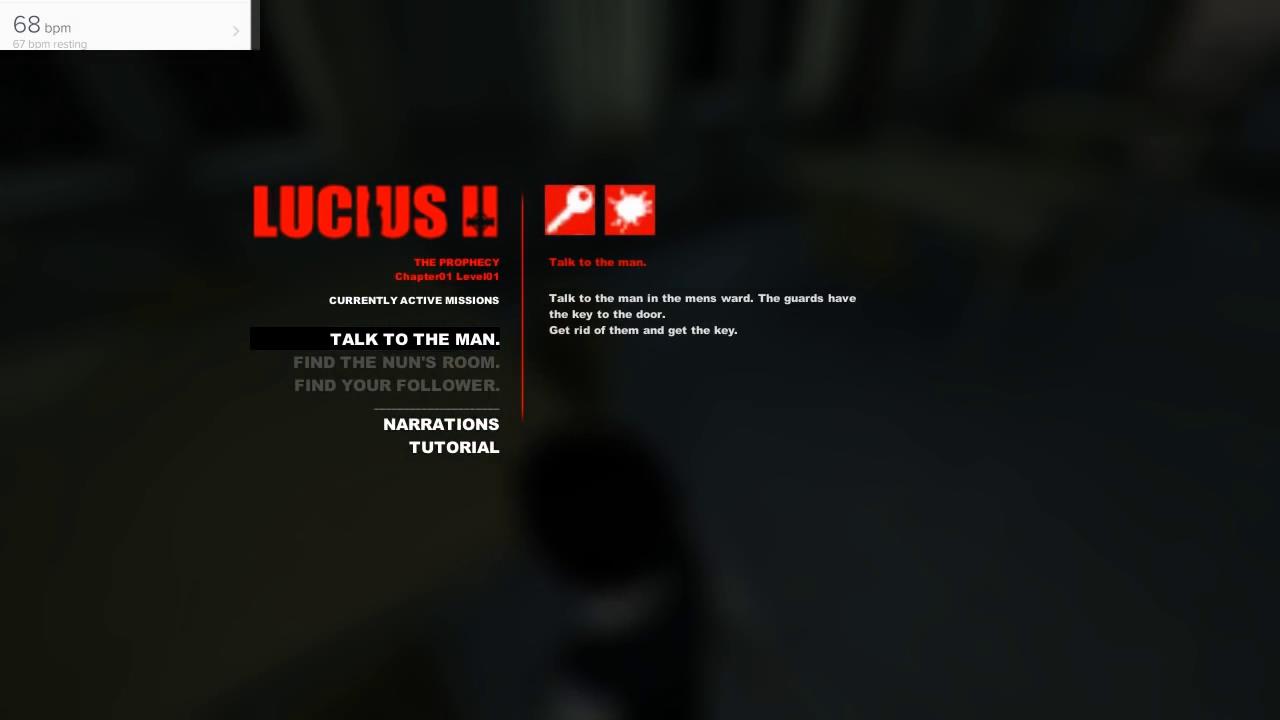 68 bpm
67 bpm resting
LUCIUS II
THE PROPHECY
Chapter01 Level01
CURRENTLY ACTIVE MISSIONS
TALK TO THE MAN.
FIND THE NUN'S ROOM.
FIND YOUR FOLLOWER.
NARRATIONS
TUTORIAL
Talk to the man.
Talk to the man in the mens ward. The guards have
the key to the door.
Get rid of them and get the key.